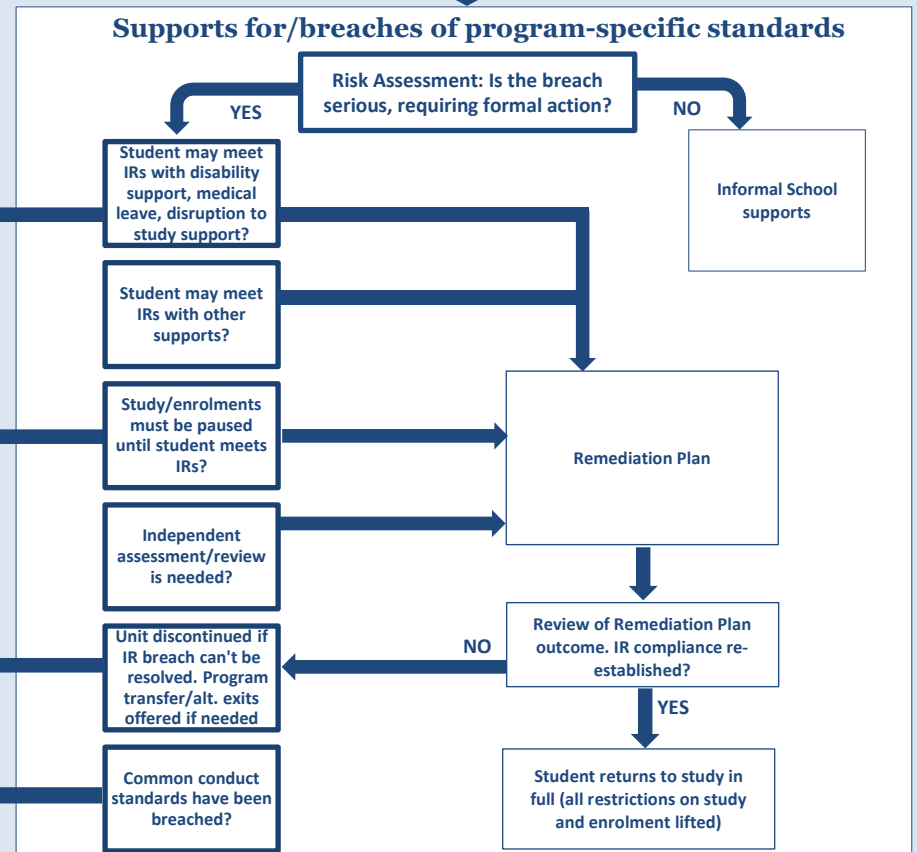 Supports for/breaches of program-specific standards
Risk Assessment: Is the breach
serious, requiring formal action?
YES
NO
Student may meet
IRs with disability
support, medical
leave, disruption to
study support?
Informal School
supports
Student may meet
IRs with other
supports?
Study/enrolments
must be paused
until student meets
IRs?
Remediation Plan
Independent
assessment/review
is needed?
Unit discontinued if
IR breach can't be
resolved. Program
transfer/alt. exits
offered if needed
NO
Review of Remediation Plan
outcome. IR compliance re-
established?
YES
Common conduct
standards have been
breached?
Student returns to study in
full (all restrictions on study
and enrolment lifted)